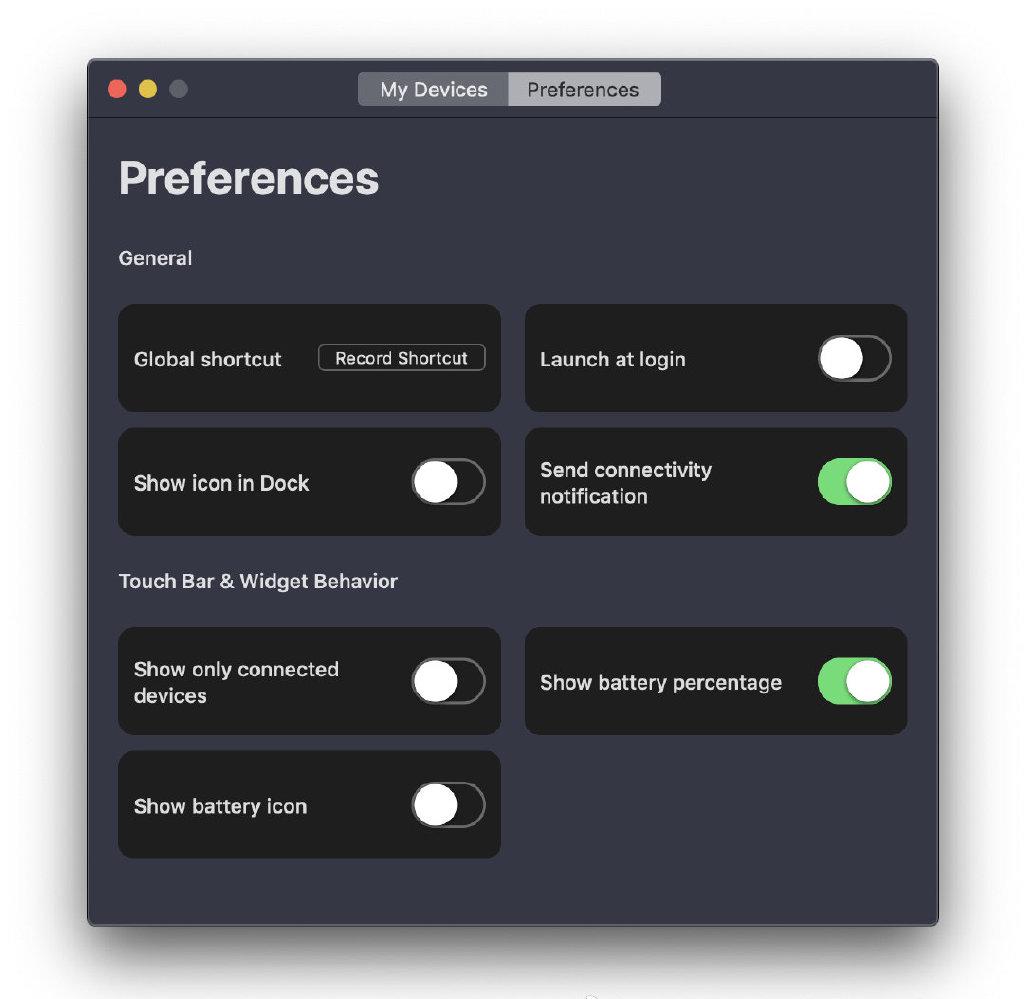 My Devices
Preferences
Preferences
General
Global shortcut
Record Shortcut
Launch at login
Show icon in Dock
Send connectivity
notification
Touch Bar & Widget Behavior
Show only connected
devices
Show battery percentage
Show battery icon